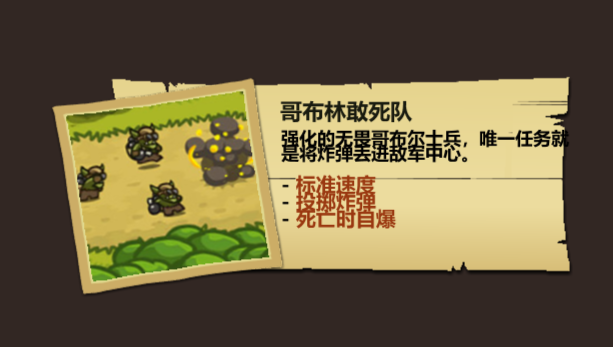 哥布林敢死队
强化的无畏哥布尔士兵，唯一任务就
是将炸弹丢进敌军中心。
- 标准速度
- 投掷炸弹
- 死亡时自爆